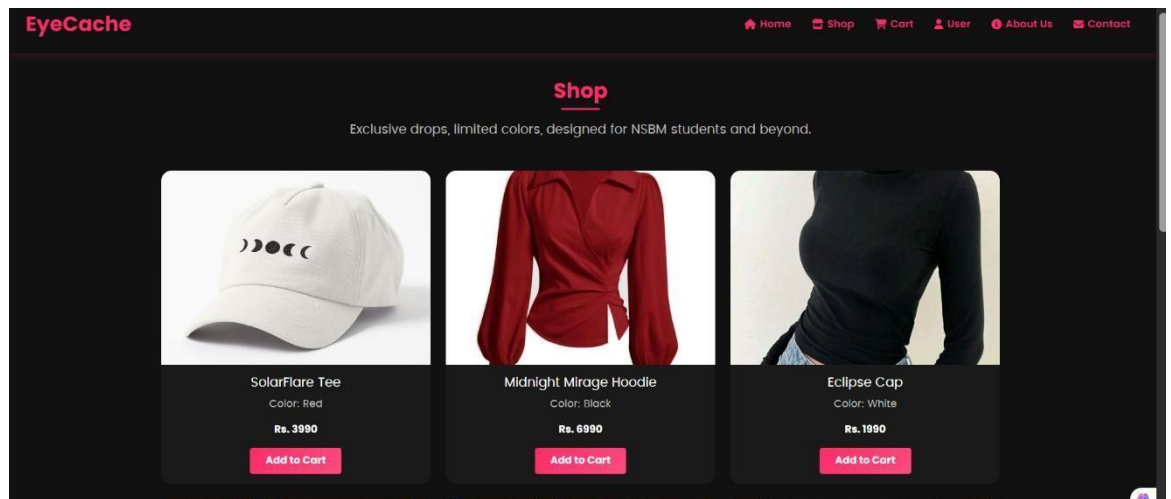 EyeCache
Home Shop Cart User About Us Contact
Shop
Exclusive drops, limited colors, designed for NSBM students and beyond.
SolarFlare Tee
Color: Red
Rs. 3990
Add to Cart
Midnight Mirage Hoodie
Color: Black
Rs. 6990
Add to Cart
Eclipse Cap
Color: White
Rs. 1990
Add to Cart